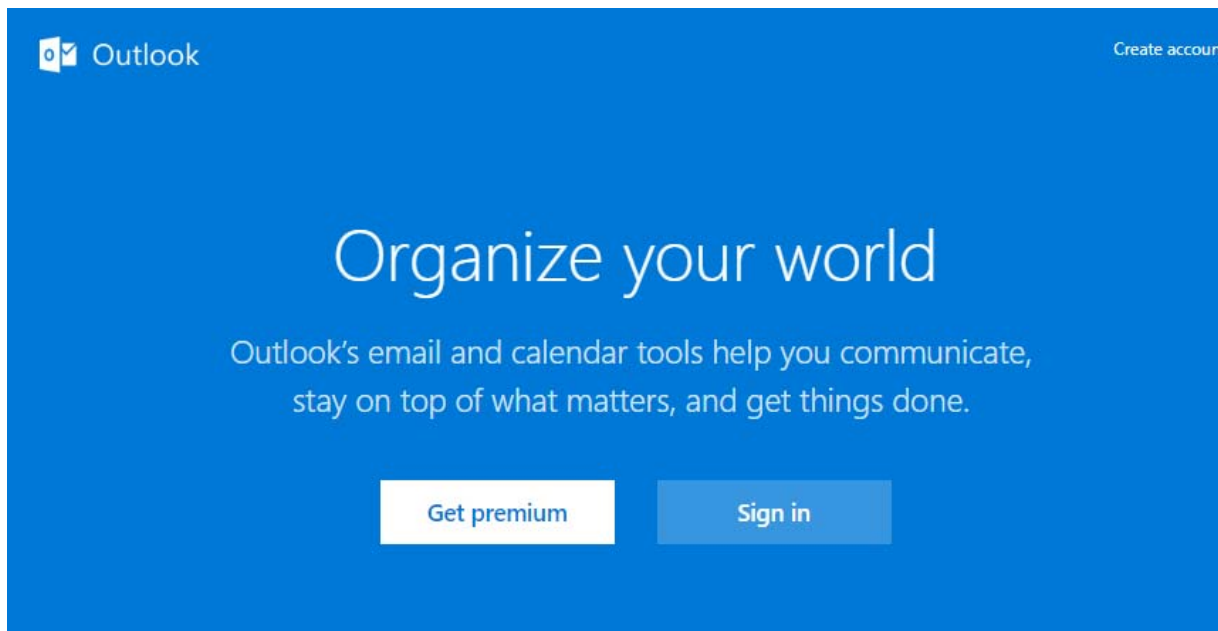 Outlook
Create accour
Organize your world
Outlook's email and calendar tools help you communicate,
stay on top of what matters, and get things done.
Get premium
Sign in